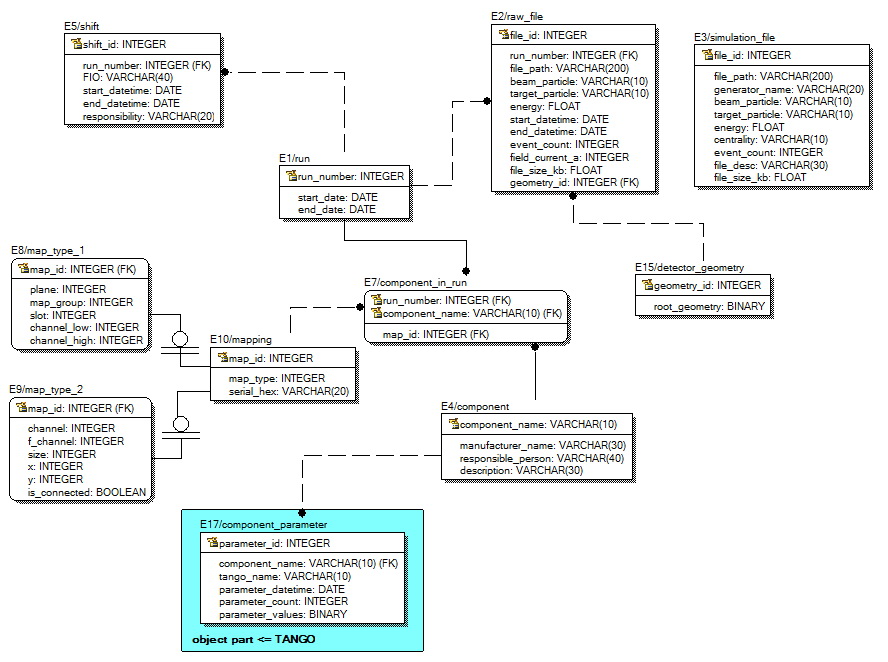 E5/shift
shift_id: INTEGER
run_number: INTEGER (FK)
FIO: VARCHAR(40)
start_datetime: DATE
end_datetime: DATE
responsibility: VARCHAR(20)
E2/raw_file
file_id: INTEGER
run_number: INTEGER (FK)
file_path: VARCHAR(200)
beam_particle: VARCHAR(10)
target_particle: VARCHAR(10)
energy: FLOAT
start_datetime: DATE
end_datetime: DATE
event_count: INTEGER
field_current_a: INTEGER
file_size_kb: FLOAT
geometry_id: INTEGER (FK)
E3/simulation_file
file_id: INTEGER
file_path: VARCHAR(200)
generator_name: VARCHAR(20)
beam_particle: VARCHAR(10)
target_particle: VARCHAR(10)
energy: FLOAT
centrality: VARCHAR(10)
event_count: INTEGER
file_desc: VARCHAR(30)
file_size_kb: FLOAT
E1/run
run_number: INTEGER
start_date: DATE
end_date: DATE
E8/map_type_1
map_id: INTEGER (FK)
plane: INTEGER
map_group: INTEGER
slot: INTEGER
channel_low: INTEGER
channel_high: INTEGER
E7/component_in_run
run_number: INTEGER (FK)
component_name: VARCHAR(10) (FK)
map_id: INTEGER (FK)
E15/detector_geometry
geometry_id: INTEGER
root_geometry: BINARY
E10/mapping
map_id: INTEGER
map_type: INTEGER
serial_hex: VARCHAR(20)
E9/map_type_2
map_id: INTEGER (FK)
channel: INTEGER
f_channel: INTEGER
size: INTEGER
x: INTEGER
y: INTEGER
is_connected: BOOLEAN
E4/component
component_name: VARCHAR(10)
manufacturer_name: VARCHAR(30)
responsible_person: VARCHAR(40)
description: VARCHAR(30)
E17/component_parameter
parameter_id: INTEGER
component_name: VARCHAR(10) (FK)
tango_name: VARCHAR(10)
parameter_datetime: DATE
parameter_count: INTEGER
parameter_values: BINARY
object part <= TANGO